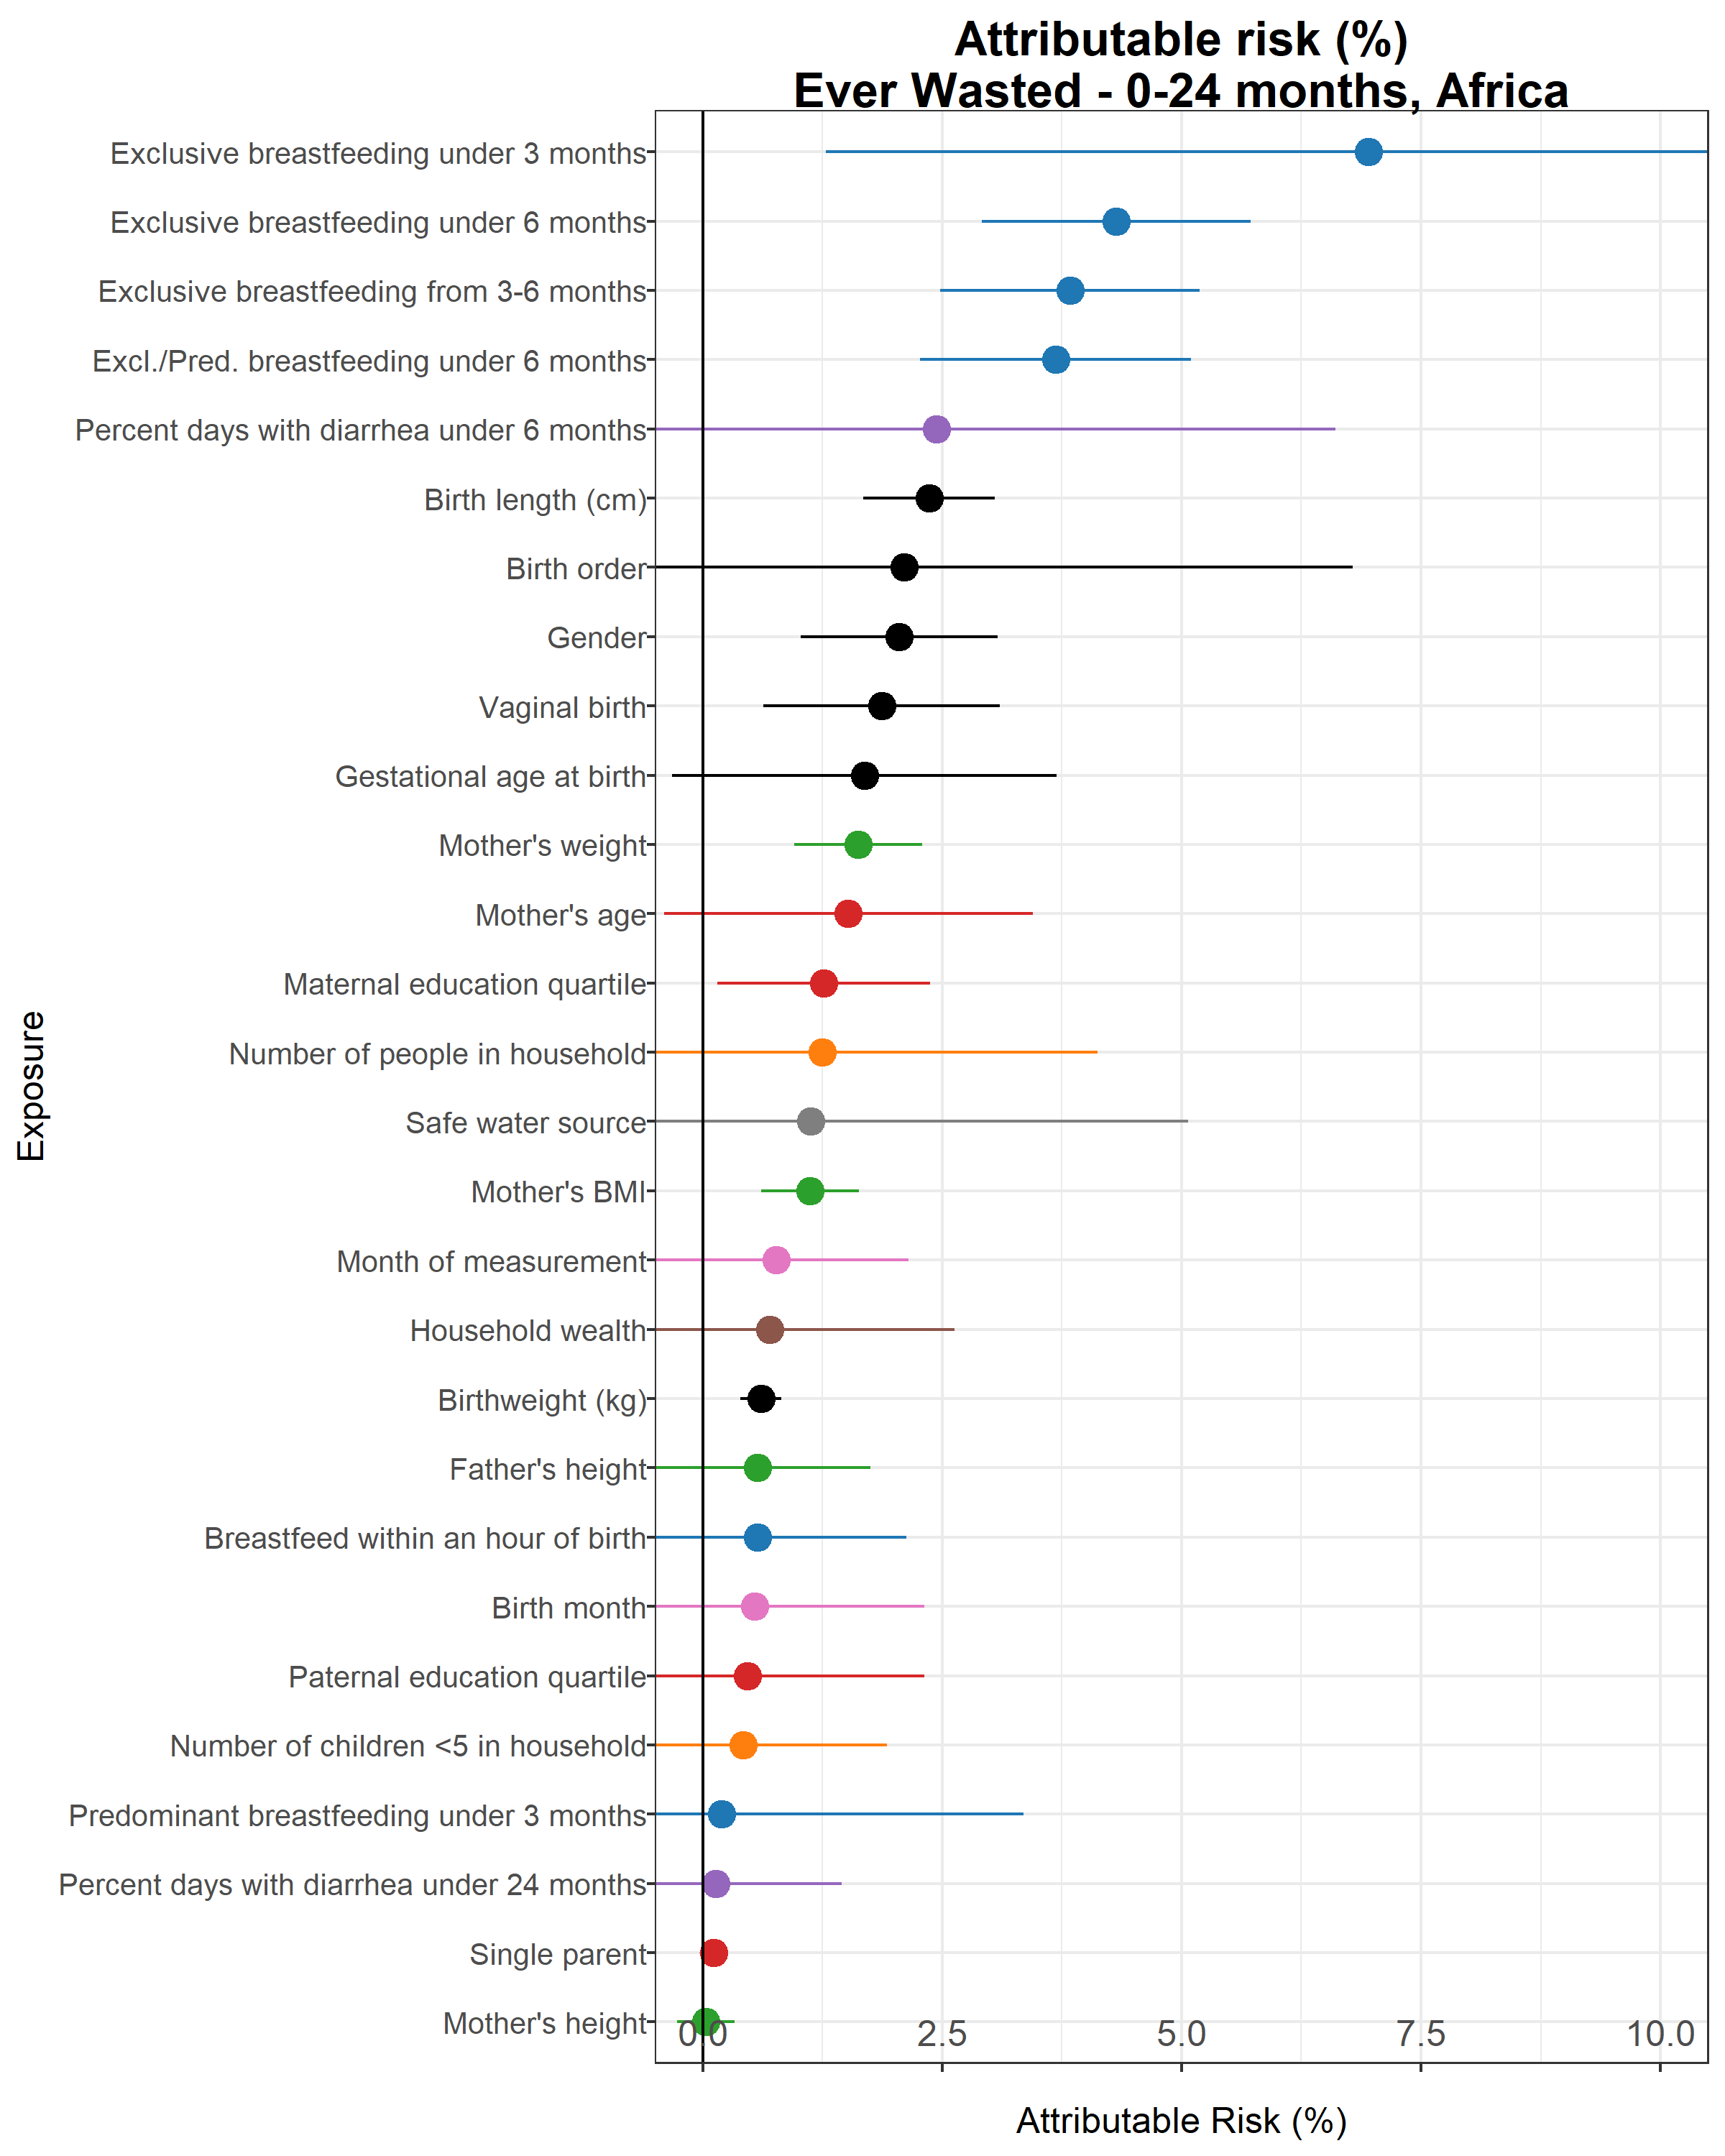 Attributable risk (%)
Ever Wasted - 0-24 months, Africa
Exclusive breastfeeding under 3 months
Exclusive breastfeeding under 6 months
Exclusive breastfeeding from 3-6 months
Excl./Pred. breastfeeding under 6 months
Percent days with diarrhea under 6 months
Birth length (cm)
Birth order
Gender
Vaginal birth
Gestational age at birth
Mother's weight
Mother's age
Maternal education quartile
Number of people in household
Safe water source
Mother's BMI
Month of measurement
Household wealth
Birthweight (kg)
Father's height
Breastfeed within an hour of birth
Birth month
Paternal education quartile
Number of children <5 in household
Predominant breastfeeding under 3 months
Percent days with diarrhea under 24 months
Single parent
Mother's height
Exposure
0.0 2.5 5.0 7.5 10.0
Attributable Risk (%)